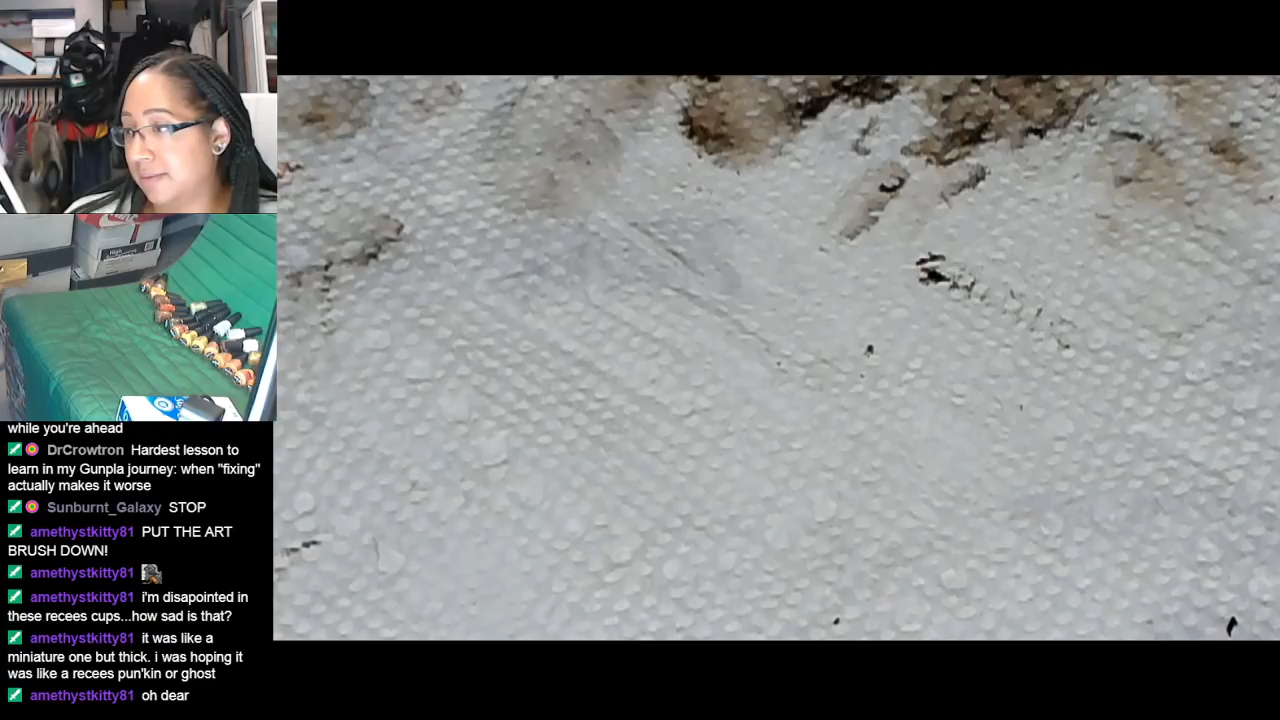 while you're ahead
DrCrowtron Hardest lesson to
learn in my Gunpla journey: when "fixing"
actually makes it worse
Sunburnt_Galaxy STOP
amethystkitty81 PUT THE ART
BRUSH DOWN!
amethystkitty81
amethystkitty81 i'm disapointed in
these recees cups...how sad is that?
amethystkitty81 it was like a
miniature one but thick. i was hoping it
was like a recees pun'kin or ghost
amethystkitty81 oh dear